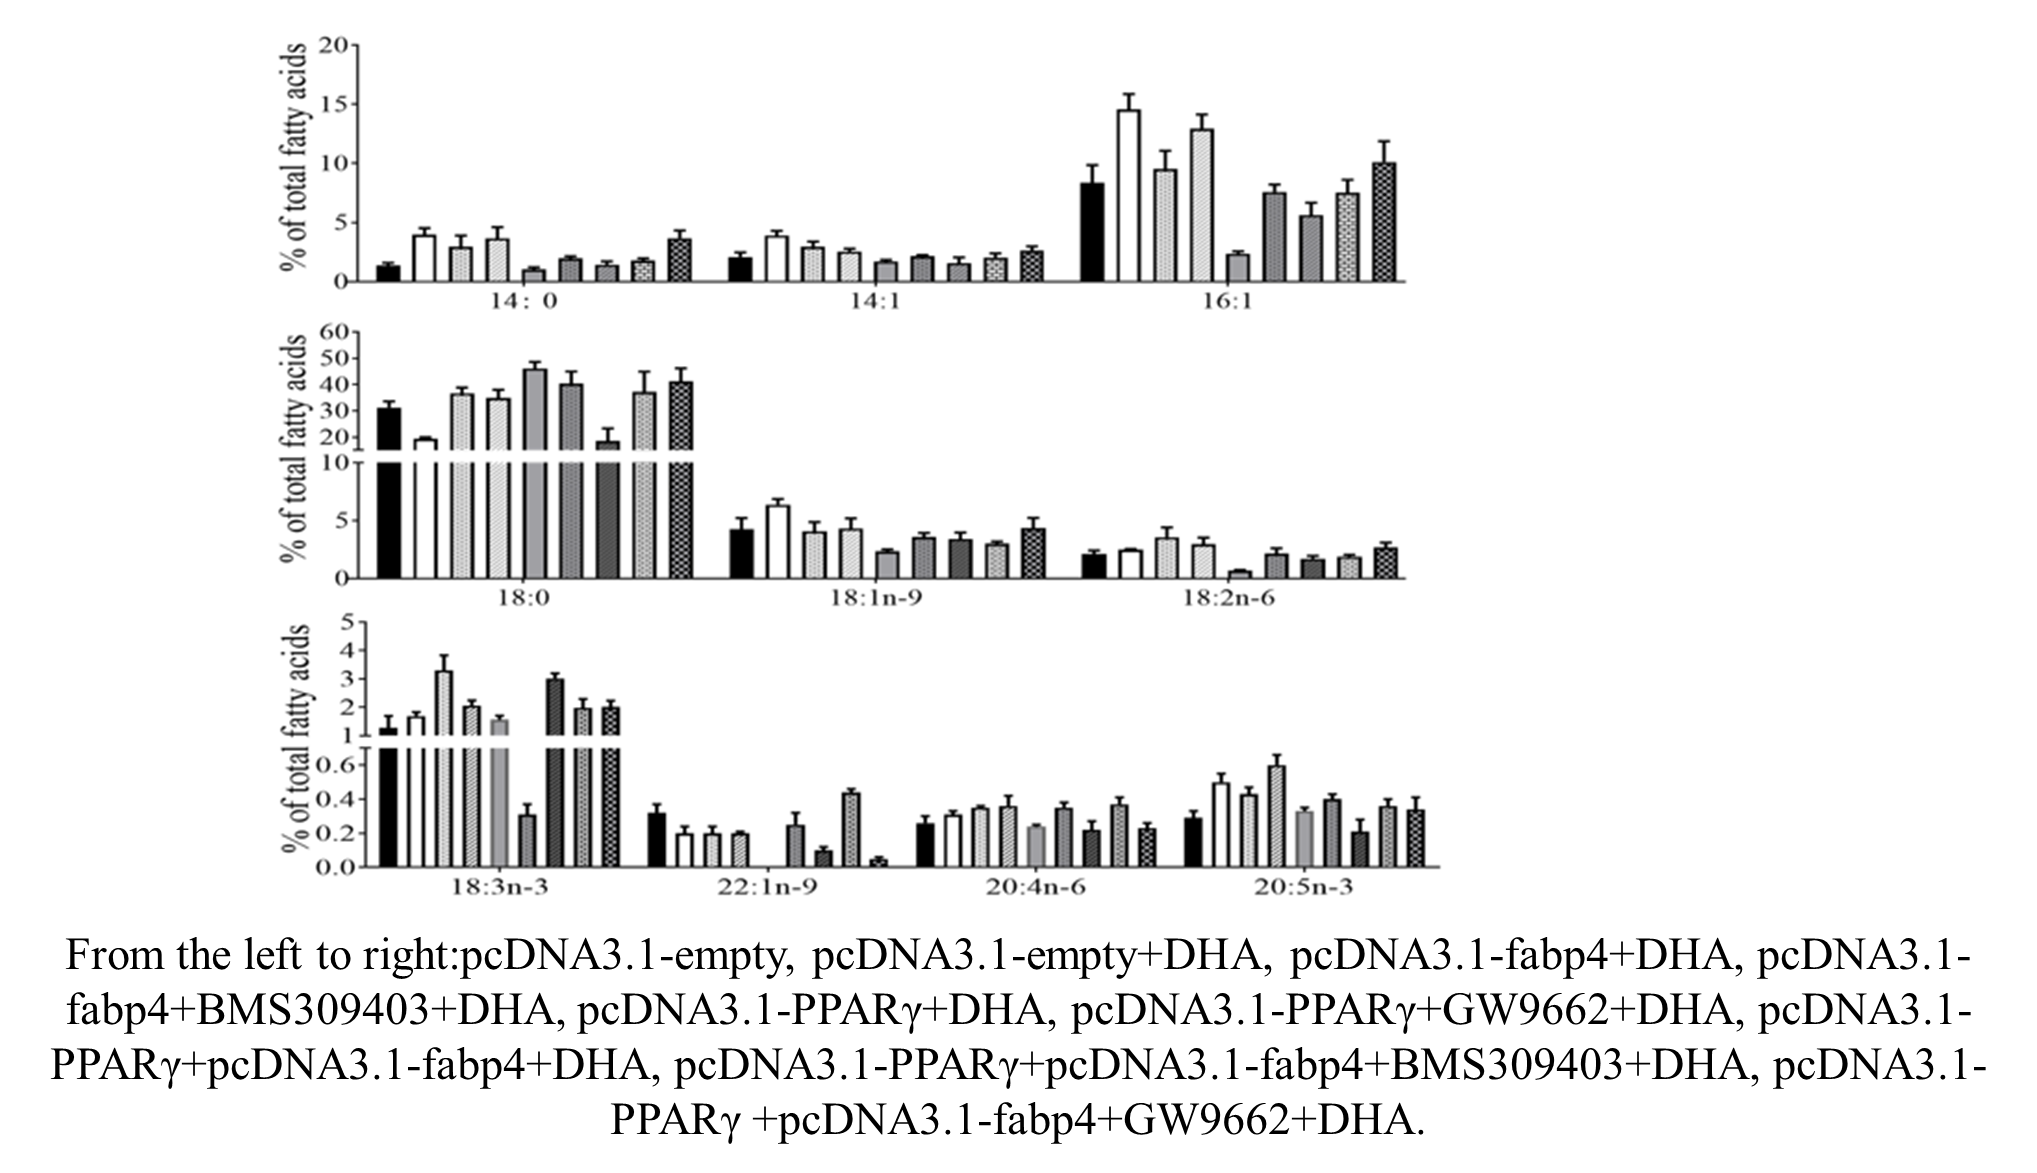 % of total fatty acids
20
15
10
5
0
14: 0
14:1
16:1
% of total fatty acids
60
50
40
30
20
10
5
0
18:0
18:1n-9
18:2n-6
% of total fatty acids
5
4
3
2
1
0.6
0.4
0.2
0.0
18:3n-3
22:1n-9
20:4n-6
20:5n-3
From the left to right:pcDNA3.1-empty, pcDNA3.1-empty+DHA, pcDNA3.1-fabp4+DHA, pcDNA3.1-
fabp4+BMS309403+DHA, pcDNA3.1-PPARγ+DHA, pcDNA3.1-PPARγ+GW9662+DHA, pcDNA3.1-
PPARγ+pcDNA3.1-fabp4+DHA, pcDNA3.1-PPARγ+pcDNA3.1-fabp4+BMS309403+DHA, pcDNA3.1-
PPARγ +pcDNA3.1-fabp4+GW9662+DHA.